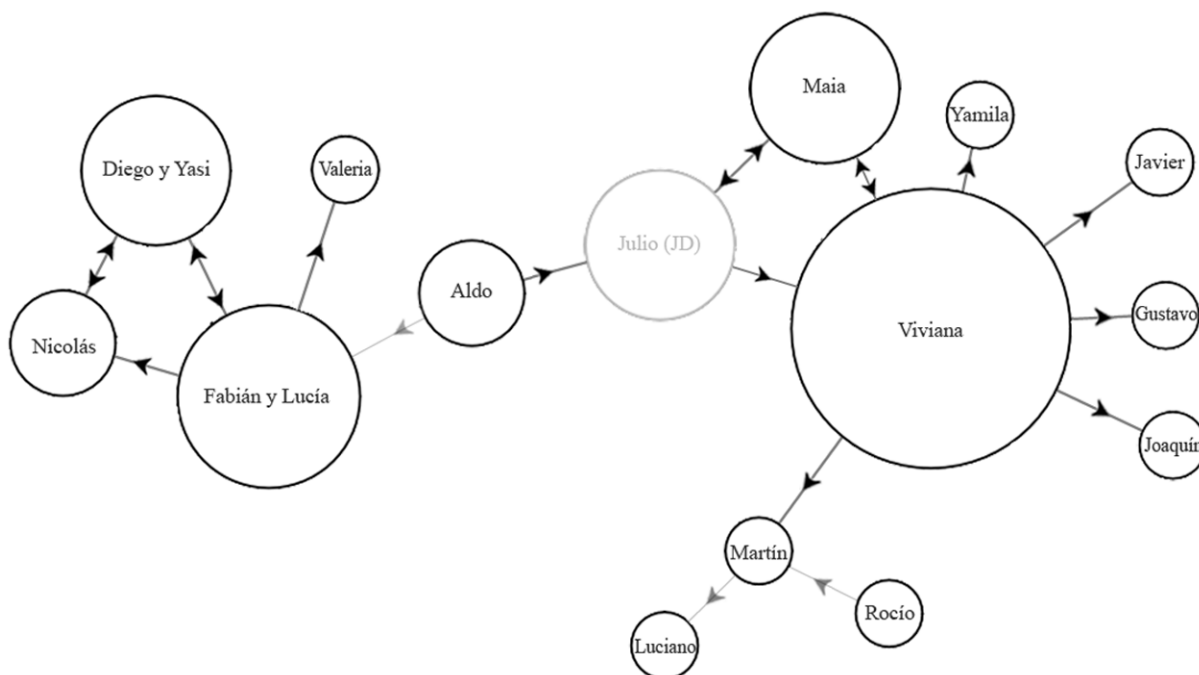 Maia
Yamila
Javier
Diego y Yasi
Valeria
Julio (JD)
Aldo
Gustavo
Viviana
Nicolás
Fabián y Lucía
Joaquín
Martín
Rocío
Luciano